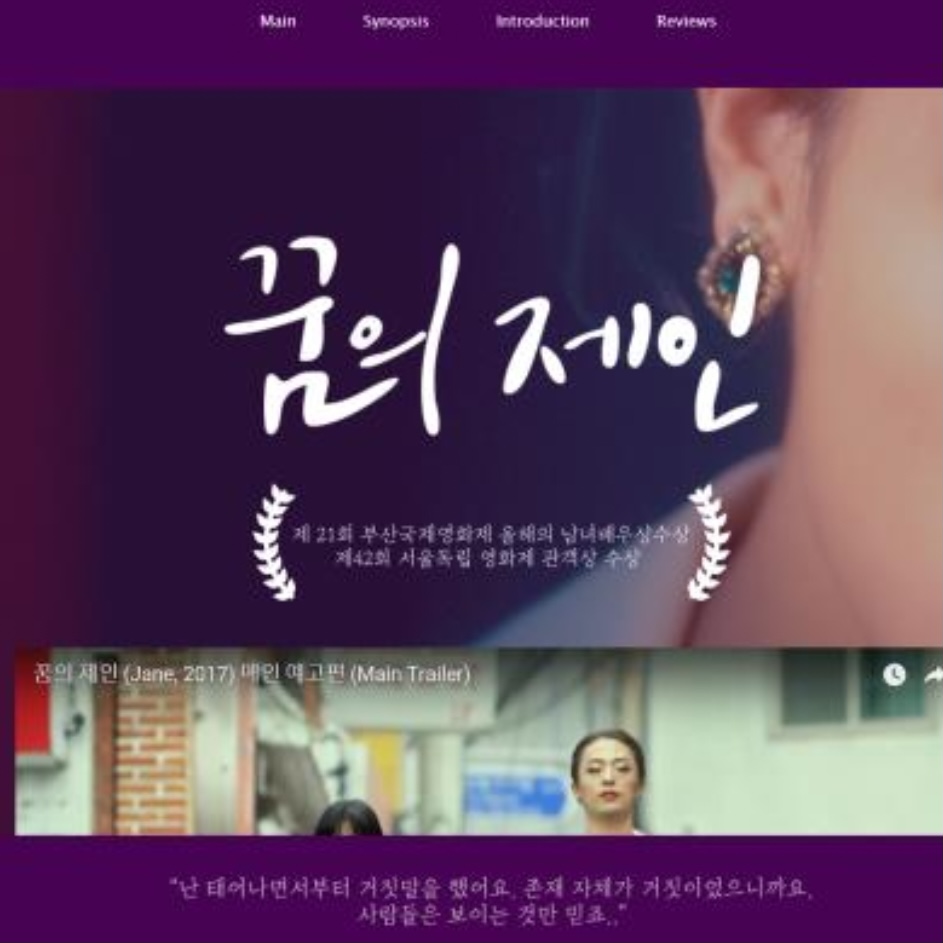 Main Synopsis Introduction Reviews
꿈의 제인
제 21회 부산국제영화제 올해의 남녀배우상수상
제42회 서울독립 영화제 관객상 수상
꿈의 제인 (Jane, 2017) 메인 예고편 (Main Trailer)
"난 태어나면서부터 거짓말을 했어요. 존재 자체가 거짓이었으니까요.
사람들은 보이는 것만 믿죠.."